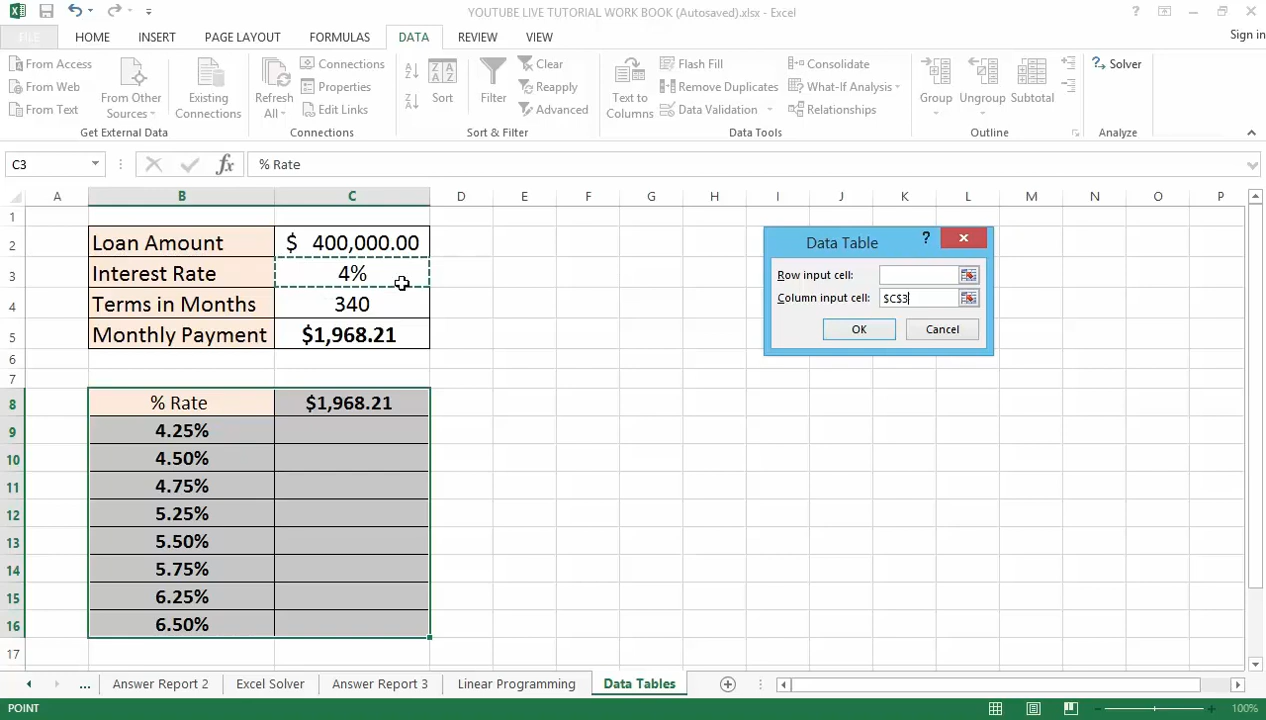 YOUTUBE LIVE TUTORIAL WORK BOOK (Autosaved).xlsx - Excel
?
FILE HOME INSERT PAGE LAYOUT FORMULAS DATA REVIEW VIEW Sign in
From Access
From Web
From Text
From Other
Sources
Existing
Connections
Get External Data
Refresh
All
Connections
Properties
Edit Links
Connections
Sort
Filter
Clear
Reapply
Advanced
Sort & Filter
Text to
Columns
Flash Fill
Remove Duplicates
Data Validation
Consolidate
What-If Analysis
Relationships
Data Tools
Group
Ungroup
Subtotal
Outline
Solver
Analyze
C3 fx % Rate
A B C D E F G H I J K L M N O P
1
2 Loan Amount $ 400,000.00
3 Interest Rate 4%
4 Terms in Months 340
5 Monthly Payment $1,968.21
6
7
8 % Rate $1,968.21
9 4.25%
10 4.50%
11 4.75%
12 5.25%
13 5.50%
14 5.75%
15 6.25%
16 6.50%
17
Data Table ?
Row input cell:
Column input cell: $C$3
OK Cancel
... Answer Report 2 Excel Solver Answer Report 3 Linear Programming Data Tables
POINT 100%